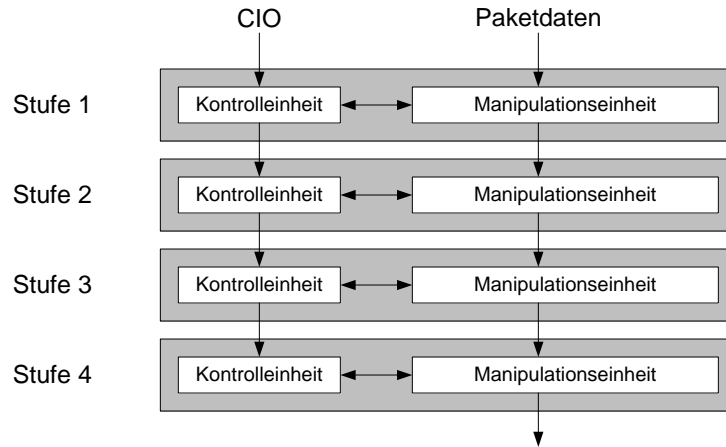 CIO Paketdaten
Stufe 1 Kontrolleinheit Manipulationseinheit
Stufe 2 Kontrolleinheit Manipulationseinheit
Stufe 3 Kontrolleinheit Manipulationseinheit
Stufe 4 Kontrolleinheit Manipulationseinheit